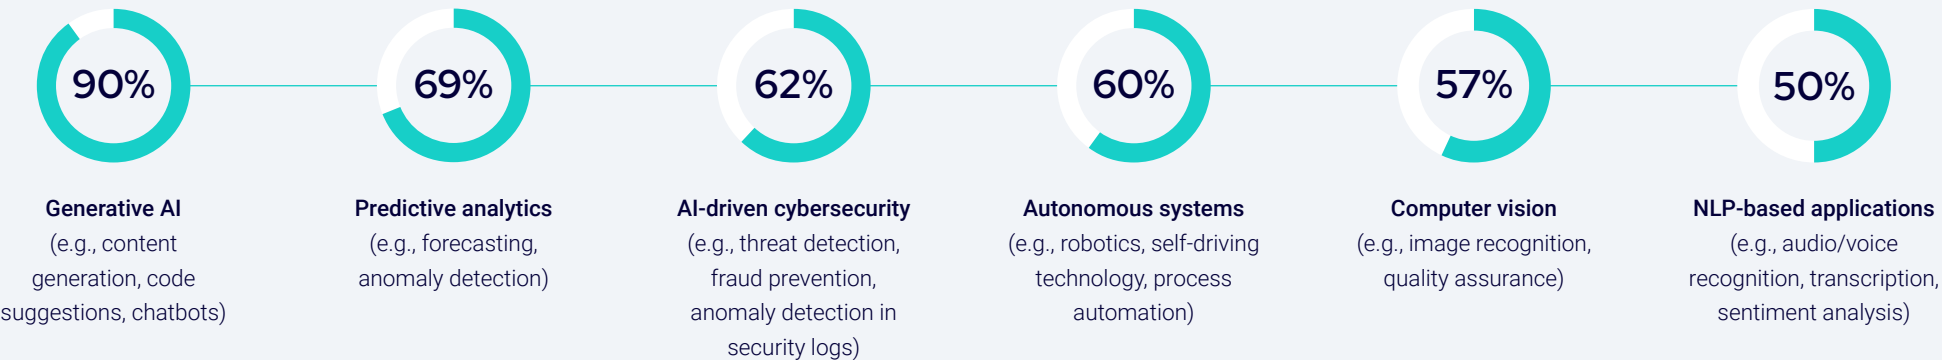 90%
69%
62%
60%
57%
50%
Generative AI
(e.g., content
generation, code
suggestions, chatbots)
Predictive analytics
(e.g., forecasting,
anomaly detection)
AI-driven cybersecurity
(e.g., threat detection,
fraud prevention,
anomaly detection in
security logs)
Autonomous systems
(e.g., robotics, self-driving
technology, process
automation)
Computer vision
(e.g., image recognition,
quality assurance)
NLP-based applications
(e.g., audio/voice
recognition, transcription,
sentiment analysis)